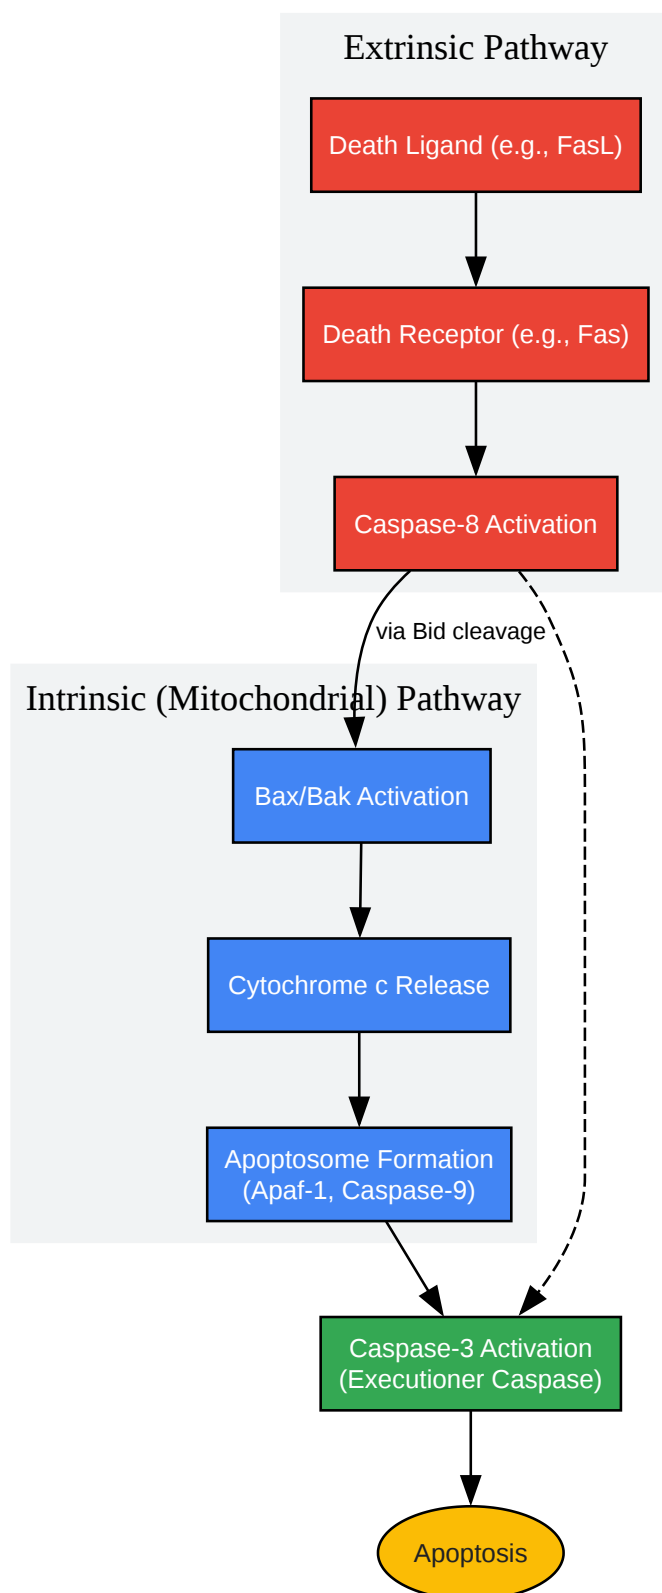 Extrinsic Pathway
Death Ligand (e.g., FasL)
Death Receptor (e.g., Fas)
Caspase-8 Activation
via Bid cleavage
Intrinsic (Mitochondrial) Pathway
Bax/Bak Activation
Cytochrome c Release
Apoptosome Formation
(Apaf-1, Caspase-9)
Caspase-3 Activation
(Executioner Caspase)
Apoptosis